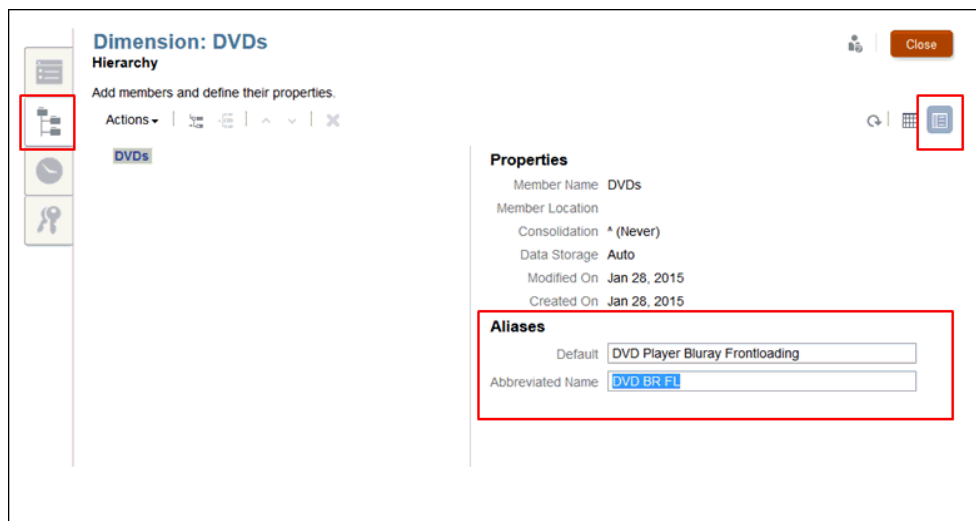 Dimension: DVDs
Close
Hierarchy
Add members and define their properties.
Actions
DVDs
Properties
Member Name DVDs
Member Location
Consolidation ^ (Never)
Data Storage Auto
Modified On Jan 28, 2015
Created On Jan 28, 2015
Aliases
Default DVD Player Bluray Frontloading
Abbreviated Name DVD BR FL